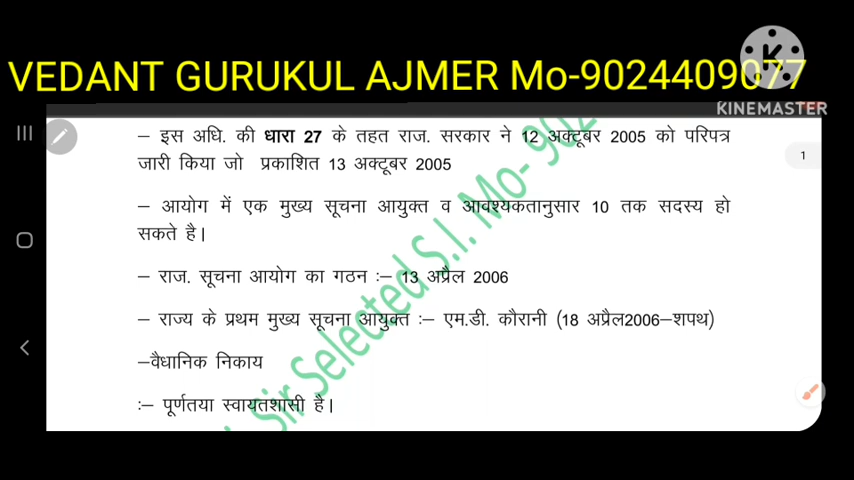 VEDANT GURUKUL AJMER Mo-9024409077
KINEMASTER
– इस अधि. की धारा 27 के तहत राज. सरकार ने 12 अक्टूबर 2005 को परिपत्र
जारी किया जो प्रकाशित 13 अक्टूबर 2005
1
– आयोग में एक मुख्य सूचना आयुक्त व आवश्यकतानुसार 10 तक सदस्य हो
सकते है।
– राज. सूचना आयोग का गठन :– 13 अप्रैल 2006
– राज्य के प्रथम मुख्य सूचना आयुक्त :– एम.डी. कौरानी (18 अप्रैल2006–शपथ)
–वैधानिक निकाय
:– पूर्णतया स्वायतशासी है।
Sir Selected S.I. Mo- 902